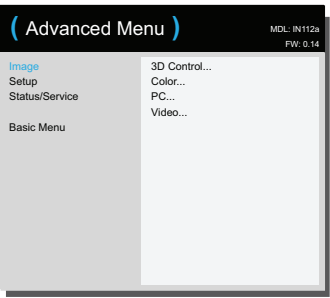 ( Advanced Menu )
MDL: IN112a
FW: 0.14
Image
Setup
Status/Service
Basic Menu
3D Control...
Color...
PC...
Video...